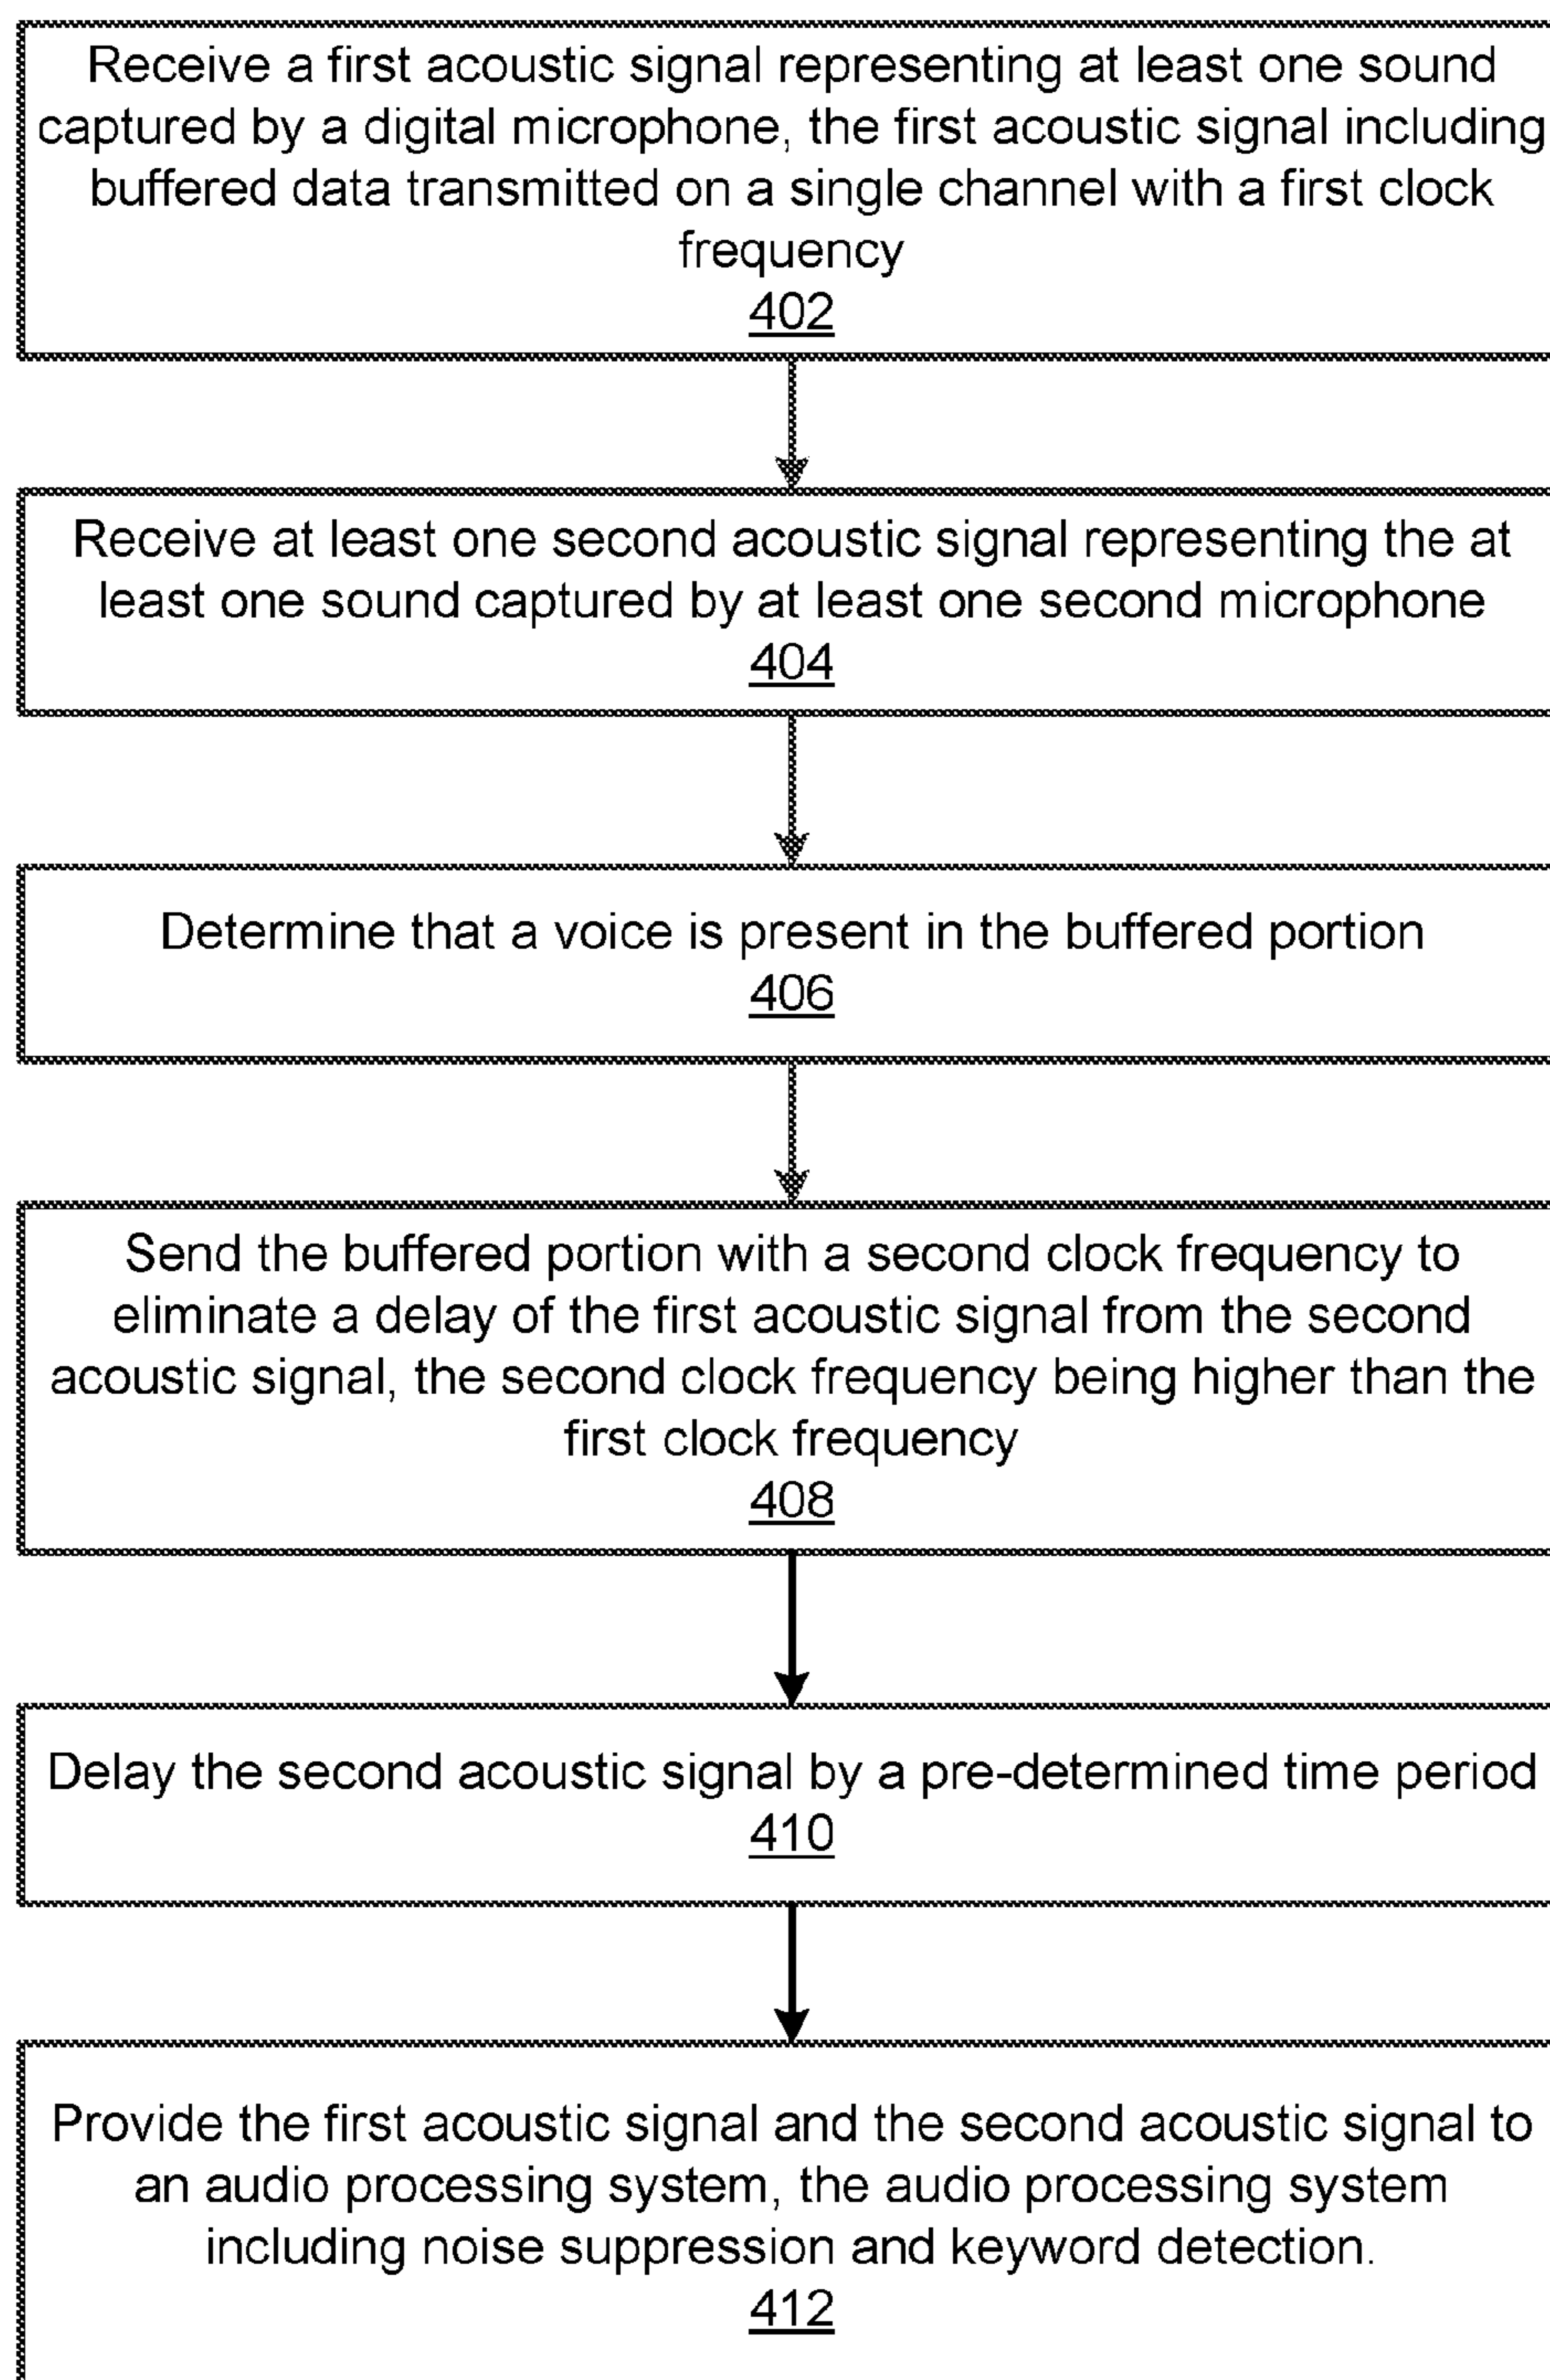 Receive a first acoustic signal representing at least one sound
captured by a digital microphone, the first acoustic signal including
buffered data transmitted on a single channel with a first clock
frequency
402
Receive at least one second acoustic signal representing the at
least one sound captured by at least one second microphone
404
Determine that a voice is present in the buffered portion
406
Send the buffered portion with a second clock frequency to
eliminate a delay of the first acoustic signal from the second
acoustic signal, the second clock frequency being higher than the
first clock frequency
408
Delay the second acoustic signal by a pre-determined time period
410
Provide the first acoustic signal and the second acoustic signal to
an audio processing system, the audio processing system
including noise suppression and keyword detection.
412